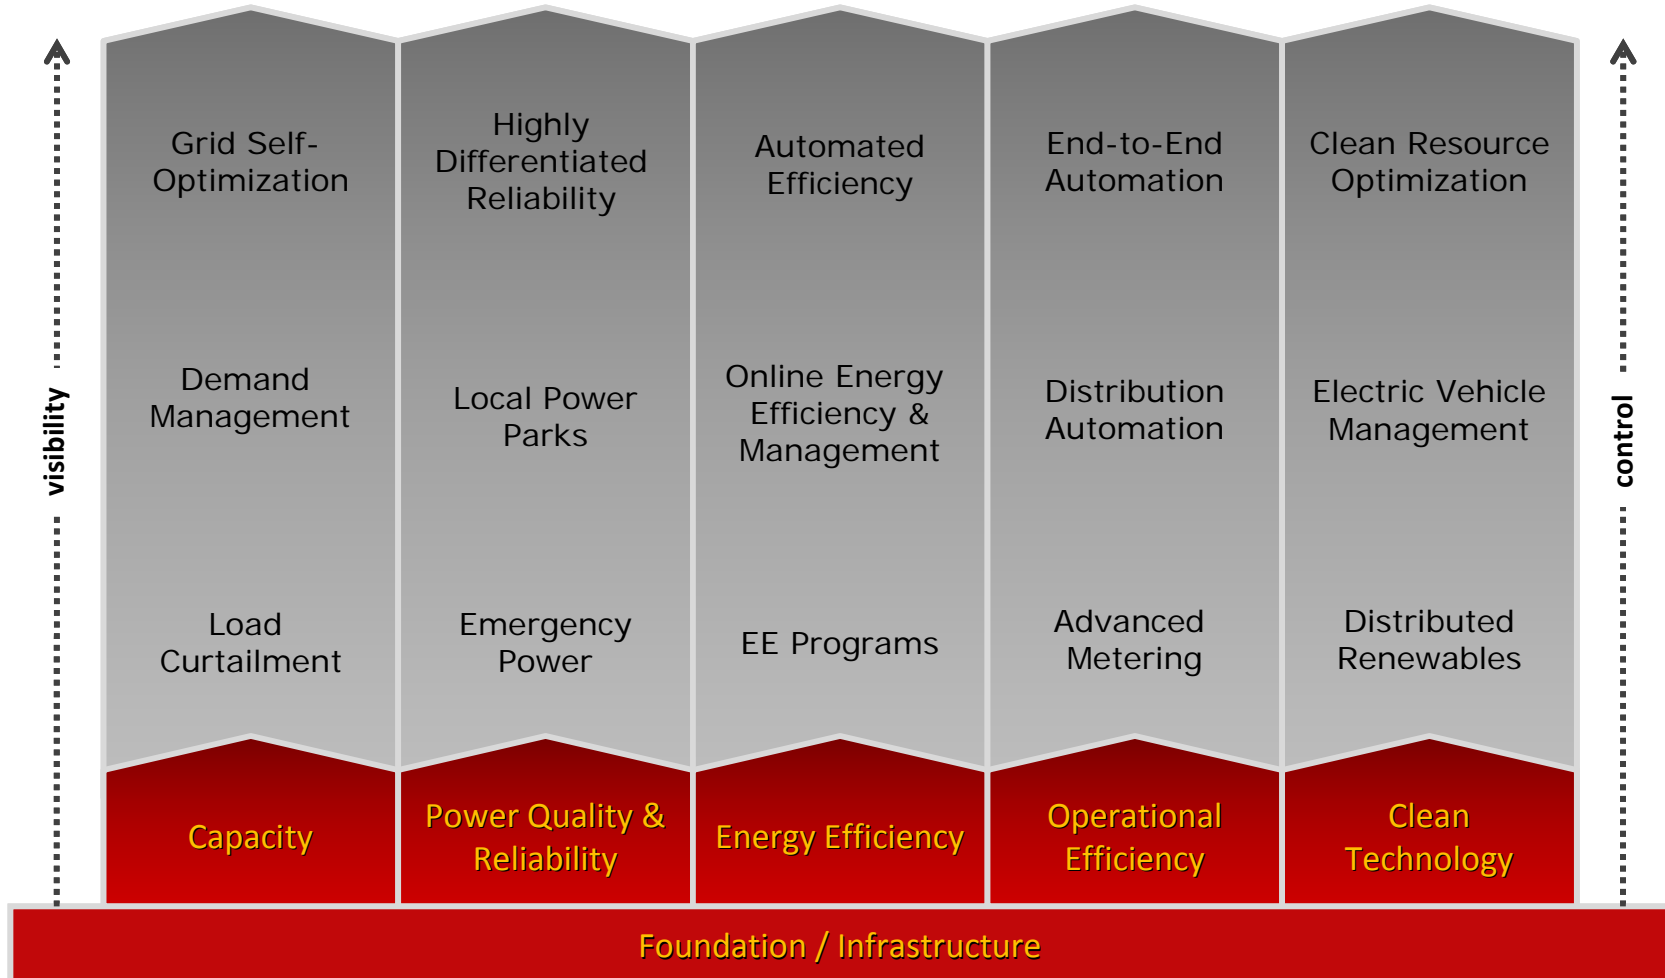 Grid Self-
Optimization
Highly
Differentiated
Reliability
Automated
Efficiency
End-to-End
Automation
Clean Resource
Optimization
visibility
Demand
Management
Local Power
Parks
Online Energy
Efficiency &
Management
Distribution
Automation
Electric Vehicle
Management
control
Load
Curtailment
Emergency
Power
EE Programs
Advanced
Metering
Distributed
Renewables
Capacity
Power Quality &
Reliability
Energy Efficiency
Operational
Efficiency
Clean
Technology
Foundation / Infrastructure